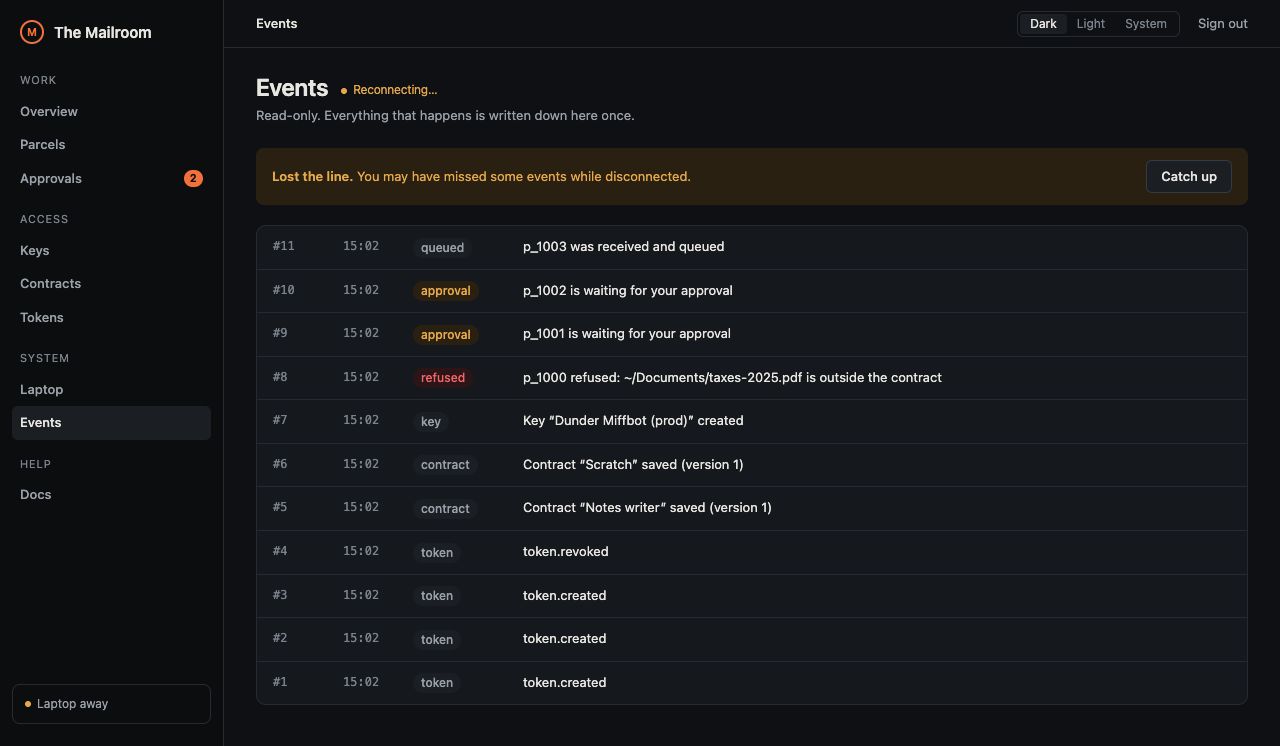 M The Mailroom
WORK
Overview
Parcels
Approvals 2
ACCESS
Keys
Contracts
Tokens
SYSTEM
Laptop
Events
HELP
Docs
Laptop away
Events Dark Light System Sign out
Events Reconnecting…
Read-only. Everything that happens is written down here once.
Lost the line. You may have missed some events while disconnected. Catch up
#11 15:02 queued p_1003 was received and queued
#10 15:02 approval p_1002 is waiting for your approval
#9 15:02 approval p_1001 is waiting for your approval
#8 15:02 refused p_1000 refused: ~/Documents/taxes-2025.pdf is outside the contract
#7 15:02 key Key “Dunder Miffbot (prod)” created
#6 15:02 contract Contract “Scratch” saved (version 1)
#5 15:02 contract Contract “Notes writer” saved (version 1)
#4 15:02 token token.revoked
#3 15:02 token token.created
#2 15:02 token token.created
#1 15:02 token token.created